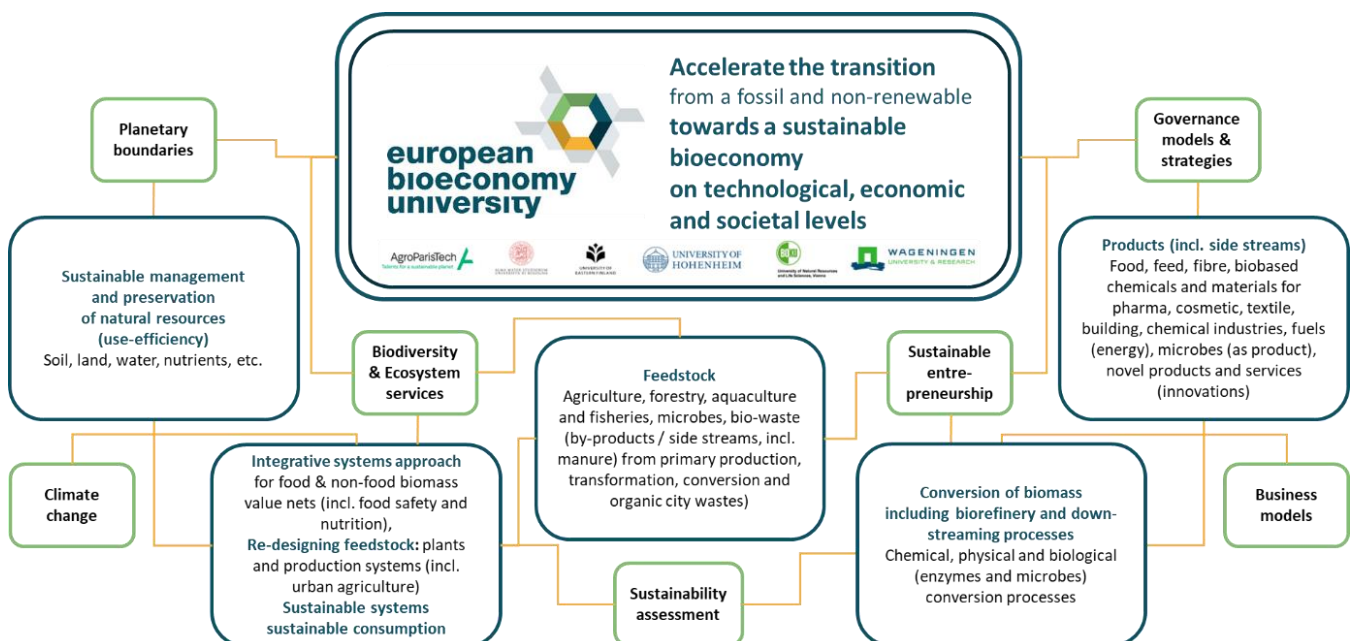 Accelerate the transition
from a fossil and non-renewable
towards a sustainable
bioeconomy
on technological, economic
and societal levels
european
bioeconomy
university
AgroParisTech
Talents for a sustainable planet
ALMA MATER STUDIORUM
UNIVERSITÀ DI BOLOGNA
UNIVERSITY OF
EASTERN FINLAND
UNIVERSITY OF
HOHENHEIM
University of Natural Resources
and Life Sciences, Vienna
WAGENINGEN
UNIVERSITY & RESEARCH
Planetary
boundaries
Governance
models &
strategies
Sustainable management
and preservation
of natural resources
(use-efficiency)
Soil, land, water, nutrients, etc.
Products (incl. side streams)
Food, feed, fibre, biobased
chemicals and materials for
pharma, cosmetic, textile,
building, chemical industries, fuels
(energy), microbes (as product),
novel products and services
(innovations)
Biodiversity
& Ecosystem
services
Feedstock
Agriculture, forestry, aquaculture
and fisheries, microbes, bio-waste
(by-products / side streams, incl.
manure) from primary production,
transformation, conversion and
organic city wastes)
Sustainable
entre-
preneurship
Climate
change
Integrative systems approach
for food & non-food biomass
value nets (incl. food safety and
nutrition),
Re-designing feedstock: plants
and production systems (incl.
urban agriculture)
Sustainable systems
sustainable consumption
Sustainability
assessment
Conversion of biomass
including biorefinery and down-
streaming processes
Chemical, physical and biological
(enzymes and microbes)
conversion processes
Business
models